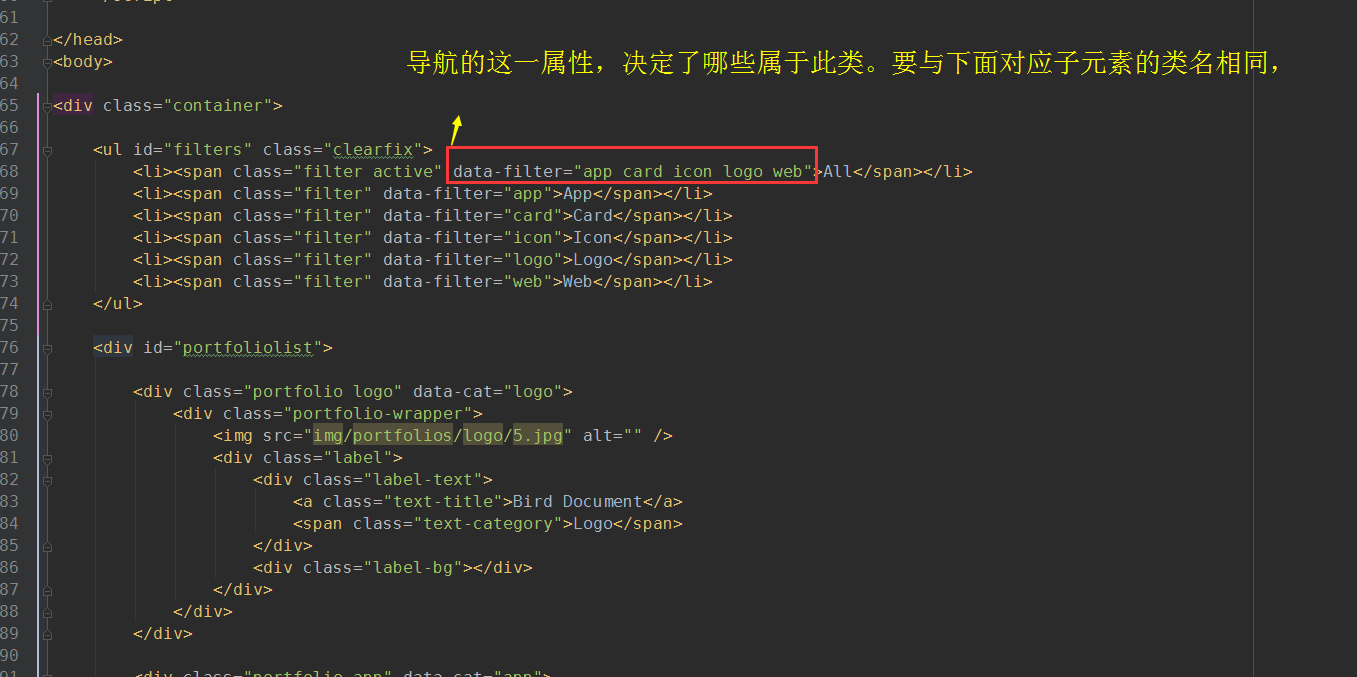 61
62 </head>
导航的这一属性，决定了哪些属于此类。要与下面对应子元素的类名相同，
63 <body>
64
65 <div class="container">
66
67 <ul id="filters" class="clearfix">
68 <li><span class="filter active" data-filter="app card icon logo web">All</span></li>
69 <li><span class="filter" data-filter="app">App</span></li>
70 <li><span class="filter" data-filter="card">Card</span></li>
71 <li><span class="filter" data-filter="icon">Icon</span></li>
72 <li><span class="filter" data-filter="logo">Logo</span></li>
73 <li><span class="filter" data-filter="web">Web</span></li>
74 </ul>
75
76 <div id="portfoliolist">
77
78 <div class="portfolio logo" data-cat="logo">
79 <div class="portfolio-wrapper">
80 <img src="img/portfolios/logo/5.jpg" alt="" />
81 <div class="label">
82 <div class="label-text">
83 <a class="text-title">Bird Document</a>
84 <span class="text-category">Logo</span>
85 </div>
86 <div class="label-bg"></div>
87 </div>
88 </div>
89 </div>
90
91 <div class="portfolio app" data-cat="app">